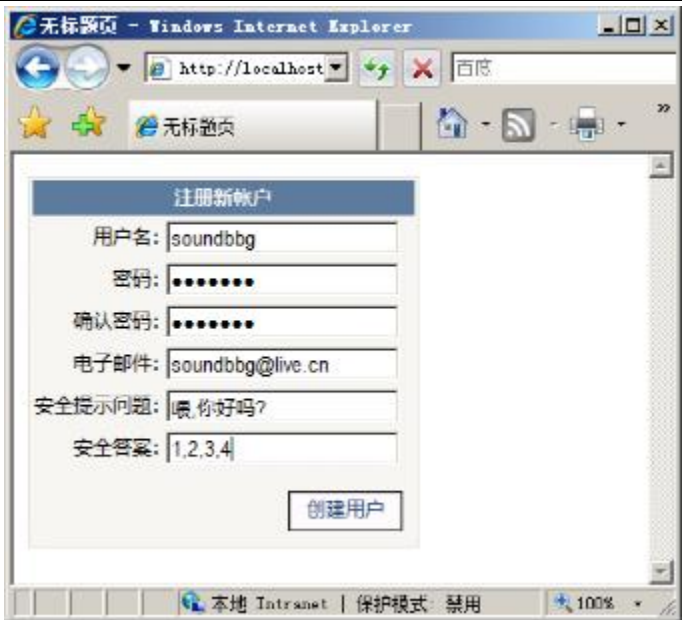 无标题页 - Windows Internet Explorer
http://localhost 百度
无标题页 »
注册新帐户
用户名: soundbbg
密码: ●●●●●●●
确认密码: ●●●●●●●
电子邮件: soundbbg@live.cn
安全提示问题: 喂,你好吗?
安全答案: 1,2,3,4
创建用户
本地 Intranet | 保护模式: 禁用 100%